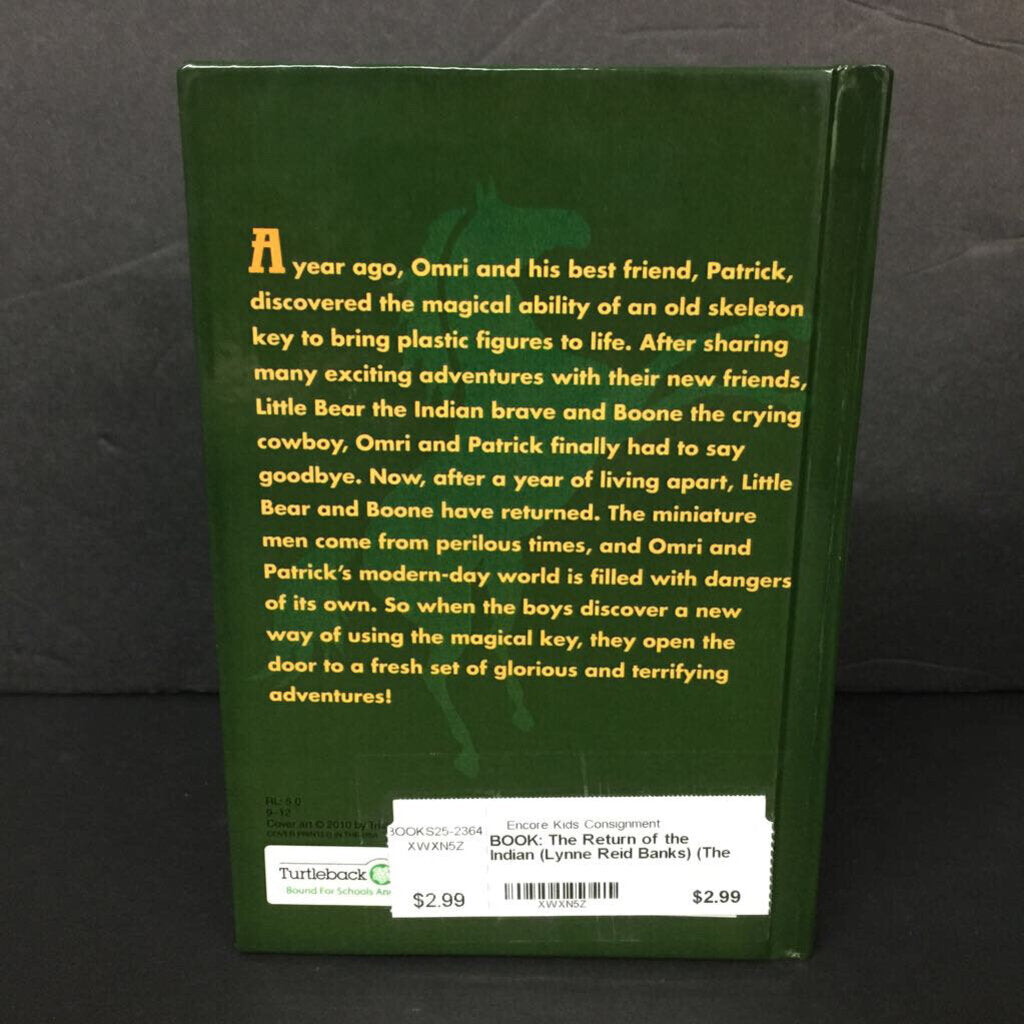 A year ago, Omri and his best friend, Patrick,
discovered the magical ability of an old skeleton
key to bring plastic figures to life. After sharing
many exciting adventures with their new friends,
Little Bear the Indian brave and Boone the crying
cowboy, Omri and Patrick finally had to say
goodbye. Now, after a year of living apart, Little
Bear and Boone have returned. The miniature
men come from perilous times, and Omri and
Patrick's modern-day world is filled with dangers
of its own. So when the boys discover a new
way of using the magical key, they open the
door to a fresh set of glorious and terrifying
adventures!
RL: 5.0
9-12
Cover art © 2010 by
COVER PRINTED IN THE USA
Turtleback
Bound For Schools
BOOKS25-2364
XWXN5Z
$2.99
Encore Kids Consignment
BOOK: The Return of the
Indian (Lynne Reid Banks) (The
XWXN5Z
$2.99